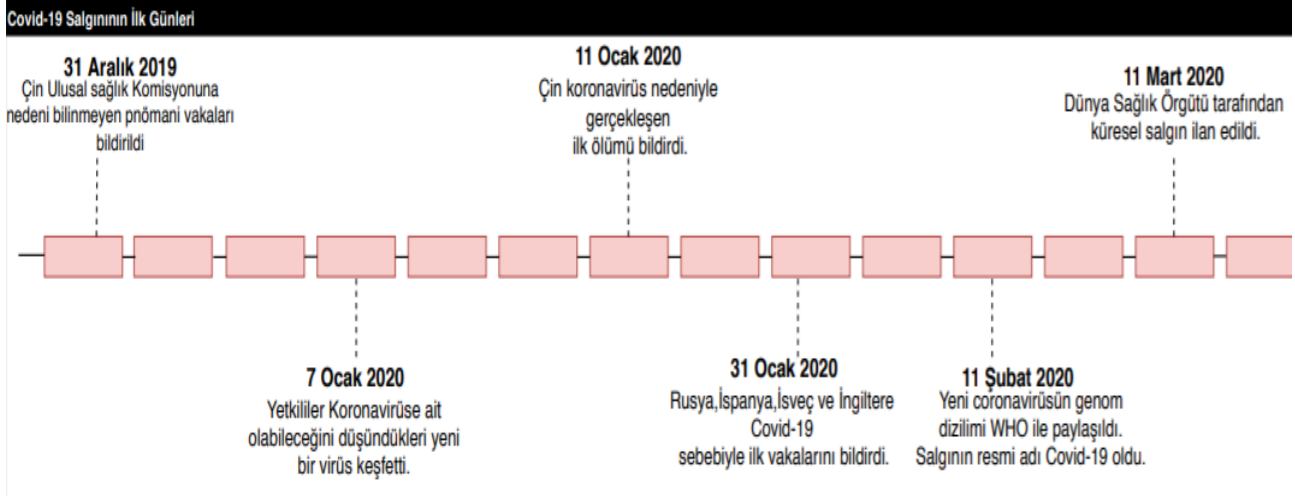 Covid-19 Salgınının İlk Günleri
31 Aralık 2019
Çin Ulusal sağlık Komisyonuna
nedeni bilinmeyen pnömani vakaları
bildirildi
11 Ocak 2020
Çin koronavirüs nedeniyle
gerçekleşen
ilk ölümü bildirdi.
11 Mart 2020
Dünya Sağlık Örgütü tarafından
küresel salgın ilan edildi.
7 Ocak 2020
Yetkililer Koronavirüse ait
olabileceğini düşündükleri yeni
bir virüs keşfetti.
31 Ocak 2020
Rusya,İspanya,İsveç ve İngiltere
Covid-19
sebebiyle ilk vakalarını bildirdi.
11 Şubat 2020
Yeni coronavirüsün genom
dizilimi WHO ile paylaşıldı.
Salgının resmi adı Covid-19 oldu.